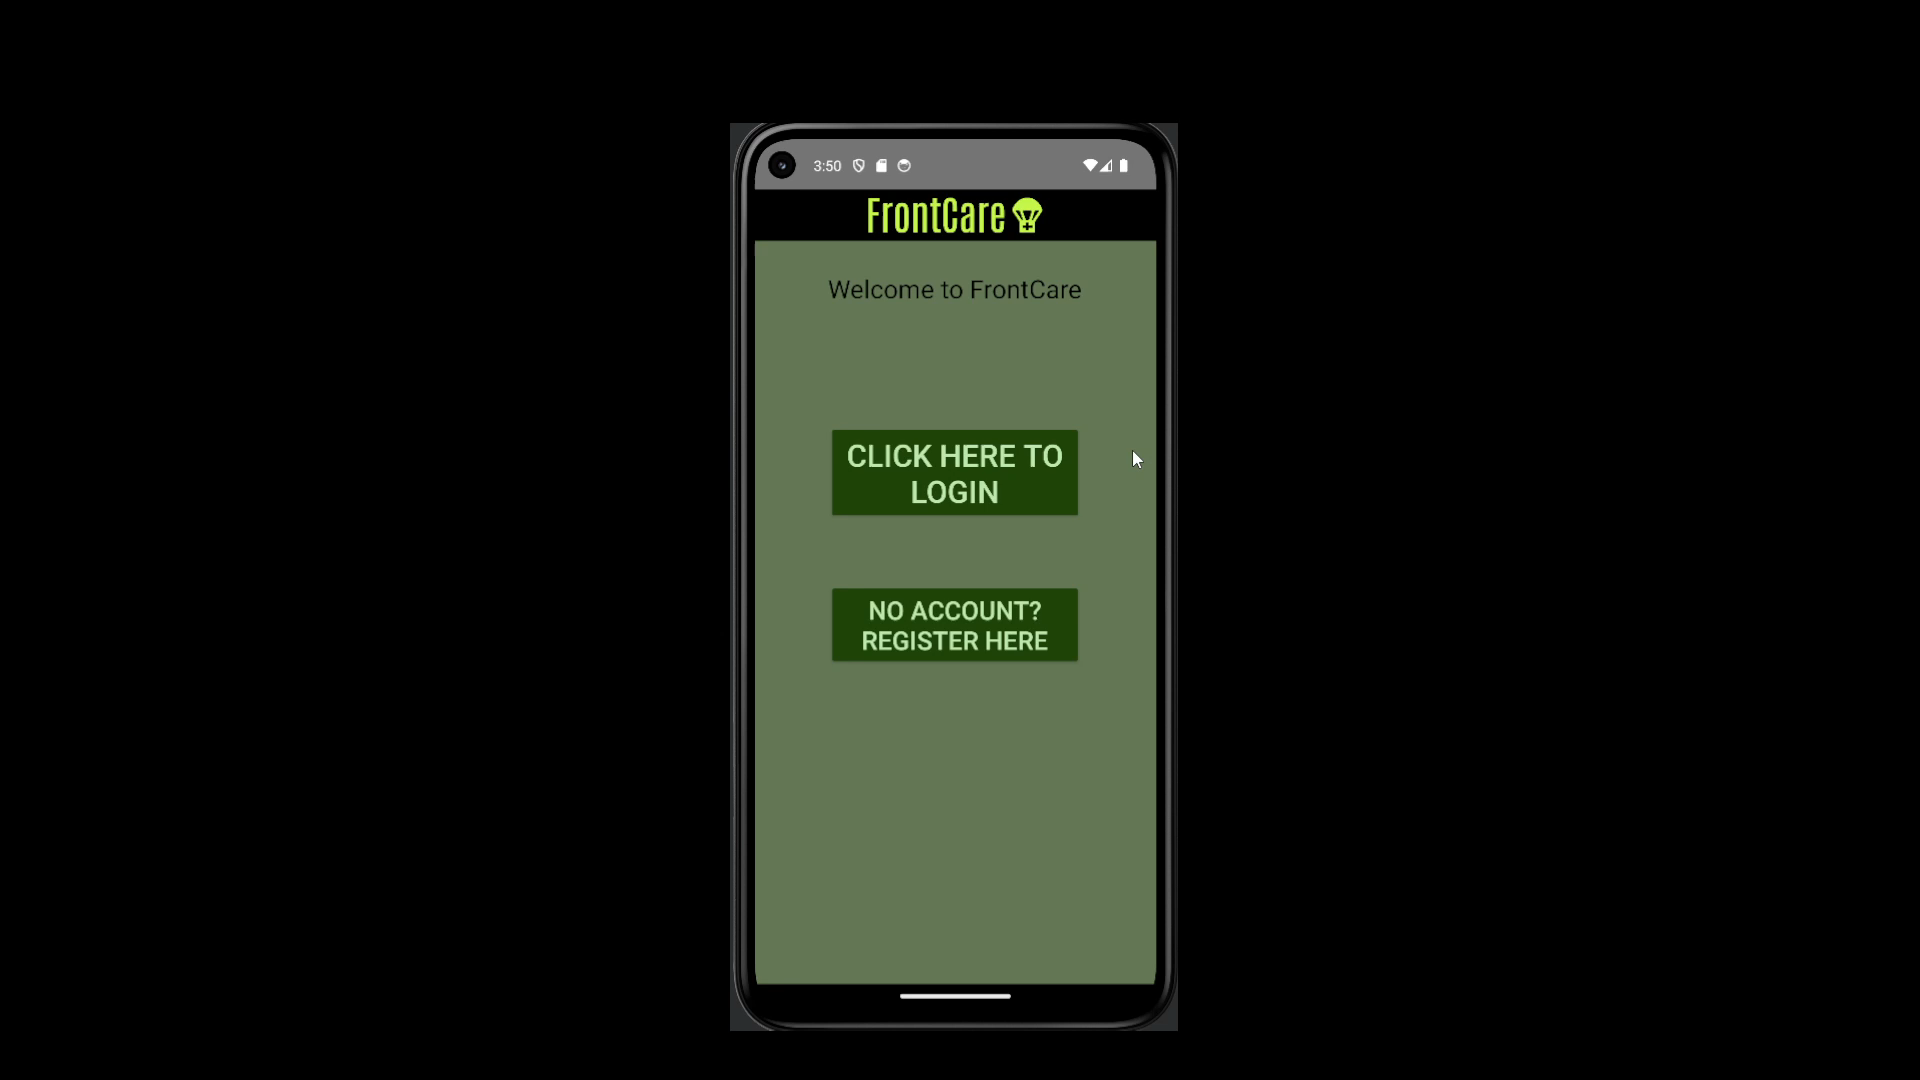 3:50
FrontCare
Welcome to FrontCare
CLICK HERE TO
LOGIN
NO ACCOUNT?
REGISTER HERE